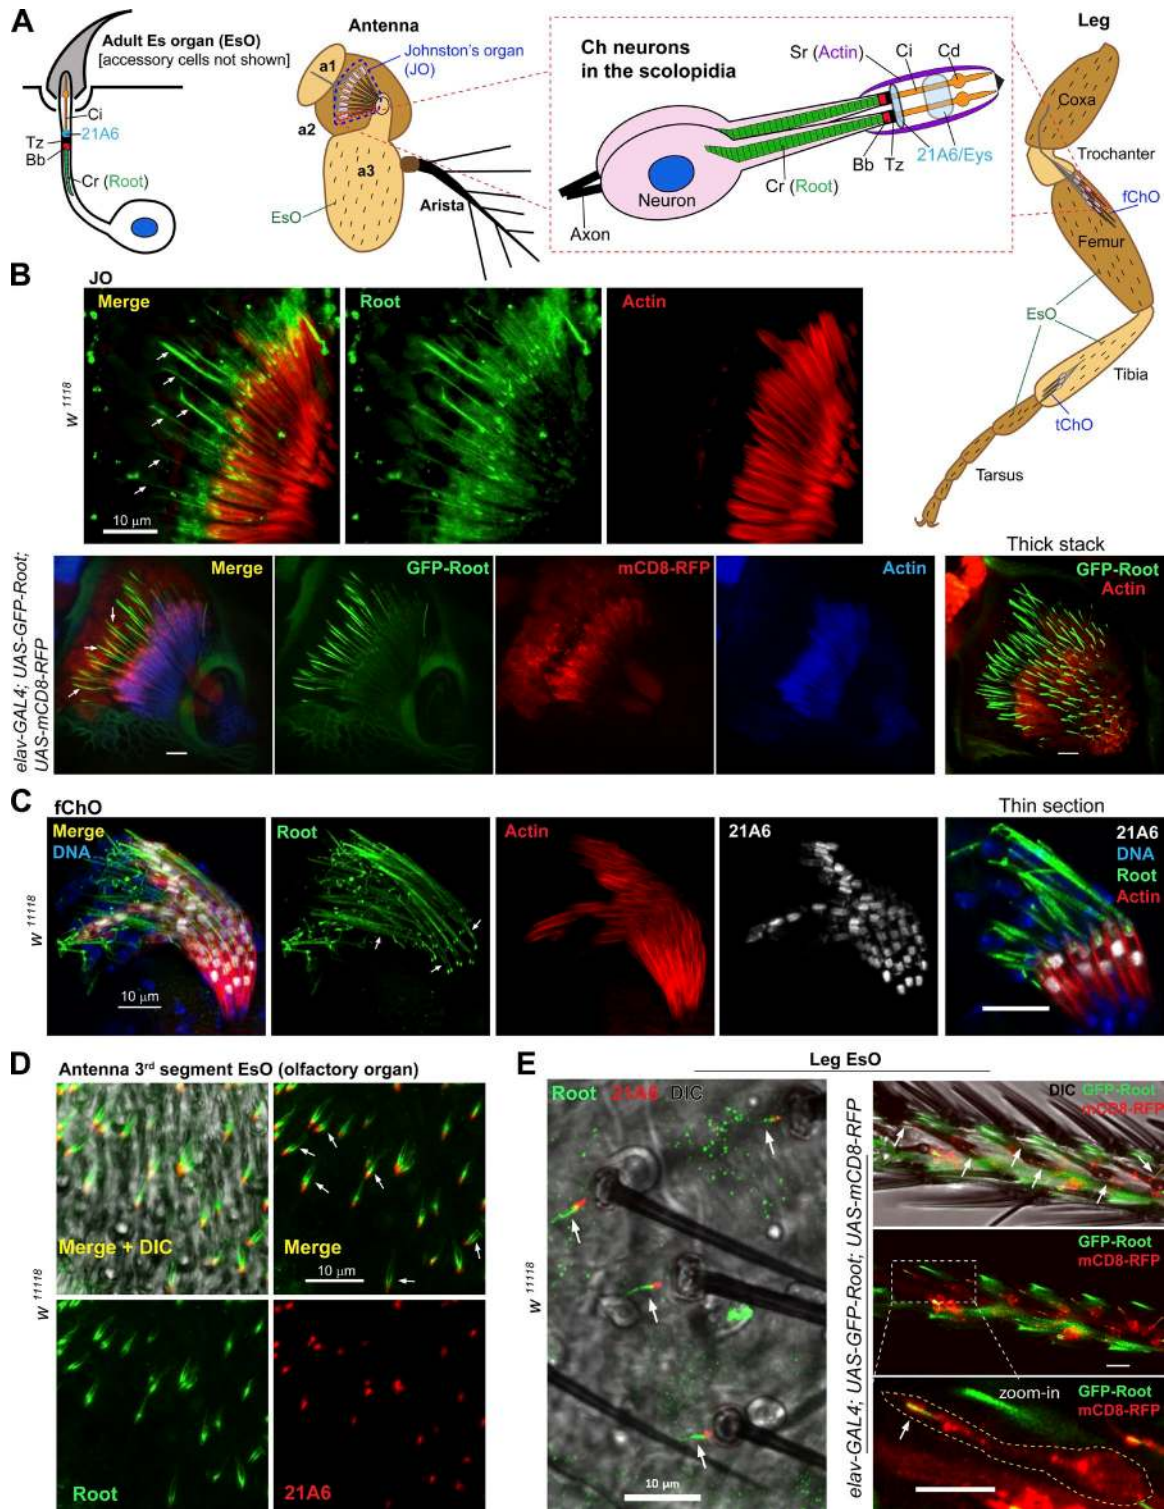 A
Adult Es organ (EsO)
[accessory cells not shown]
Ci
21A6
Tz
Bb
Cr (Root)
Antenna
Johnston's organ
(JO)
a1
a2
a3
EsO
Arista
Ch neurons
in the scolopidia
Sr (Actin)
Ci
Cd
Bb
Tz
21A6/Eys
Cr (Root)
Neuron
Axon
Leg
Coxa
Trochanter
fChO
Femur
EsO
Tibia
tChO
Tarsus
B
JO
Merge
Root
Actin
w 1118
10 μm
elav-GAL4; UAS-GFP-Root;
UAS-mCD8-RFP
Merge
GFP-Root
mCD8-RFP
Actin
Thick stack
GFP-Root
Actin
C
fChO
Merge
DNA
Root
Actin
21A6
Thin section
21A6
DNA
Root
Actin
w 11118
10 μm
D
Antenna 3rd segment EsO (olfactory organ)
Merge + DIC
Merge
10 μm
w 11118
Root
21A6
E
Leg EsO
Root 21A6 DIC
w 11118
10 μm
elav-GAL4; UAS-GFP-Root; UAS-mCD8-RFP
DIC GFP-Root
mCD8-RFP
GFP-Root
mCD8-RFP
zoom-in
GFP-Root
mCD8-RFP